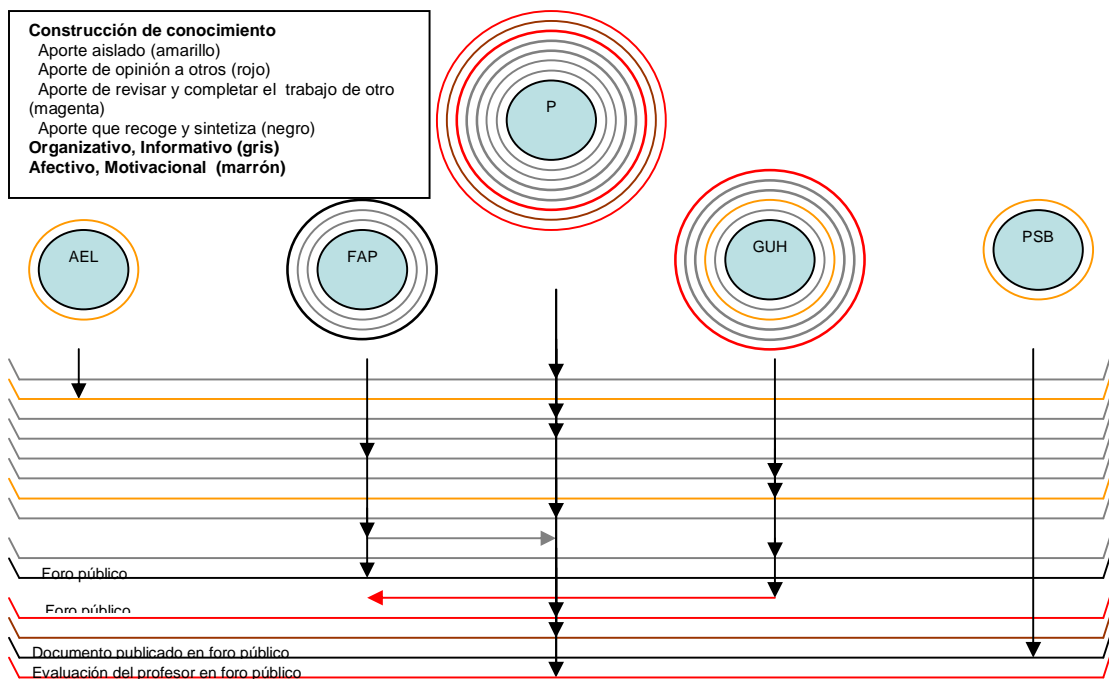 Construcción de conocimiento
Aporte aislado (amarillo)
Aporte de opinión a otros (rojo)
Aporte de revisar y completar el trabajo de otro
(magenta)
Aporte que recoge y sintetiza (negro)
Organizativo, Informativo (gris)
Afectivo, Motivacional (marrón)
P
AEL
FAP
GUH
PSB
Foro público
Foro público
Documento publicado en foro público
Evaluación del profesor en foro público